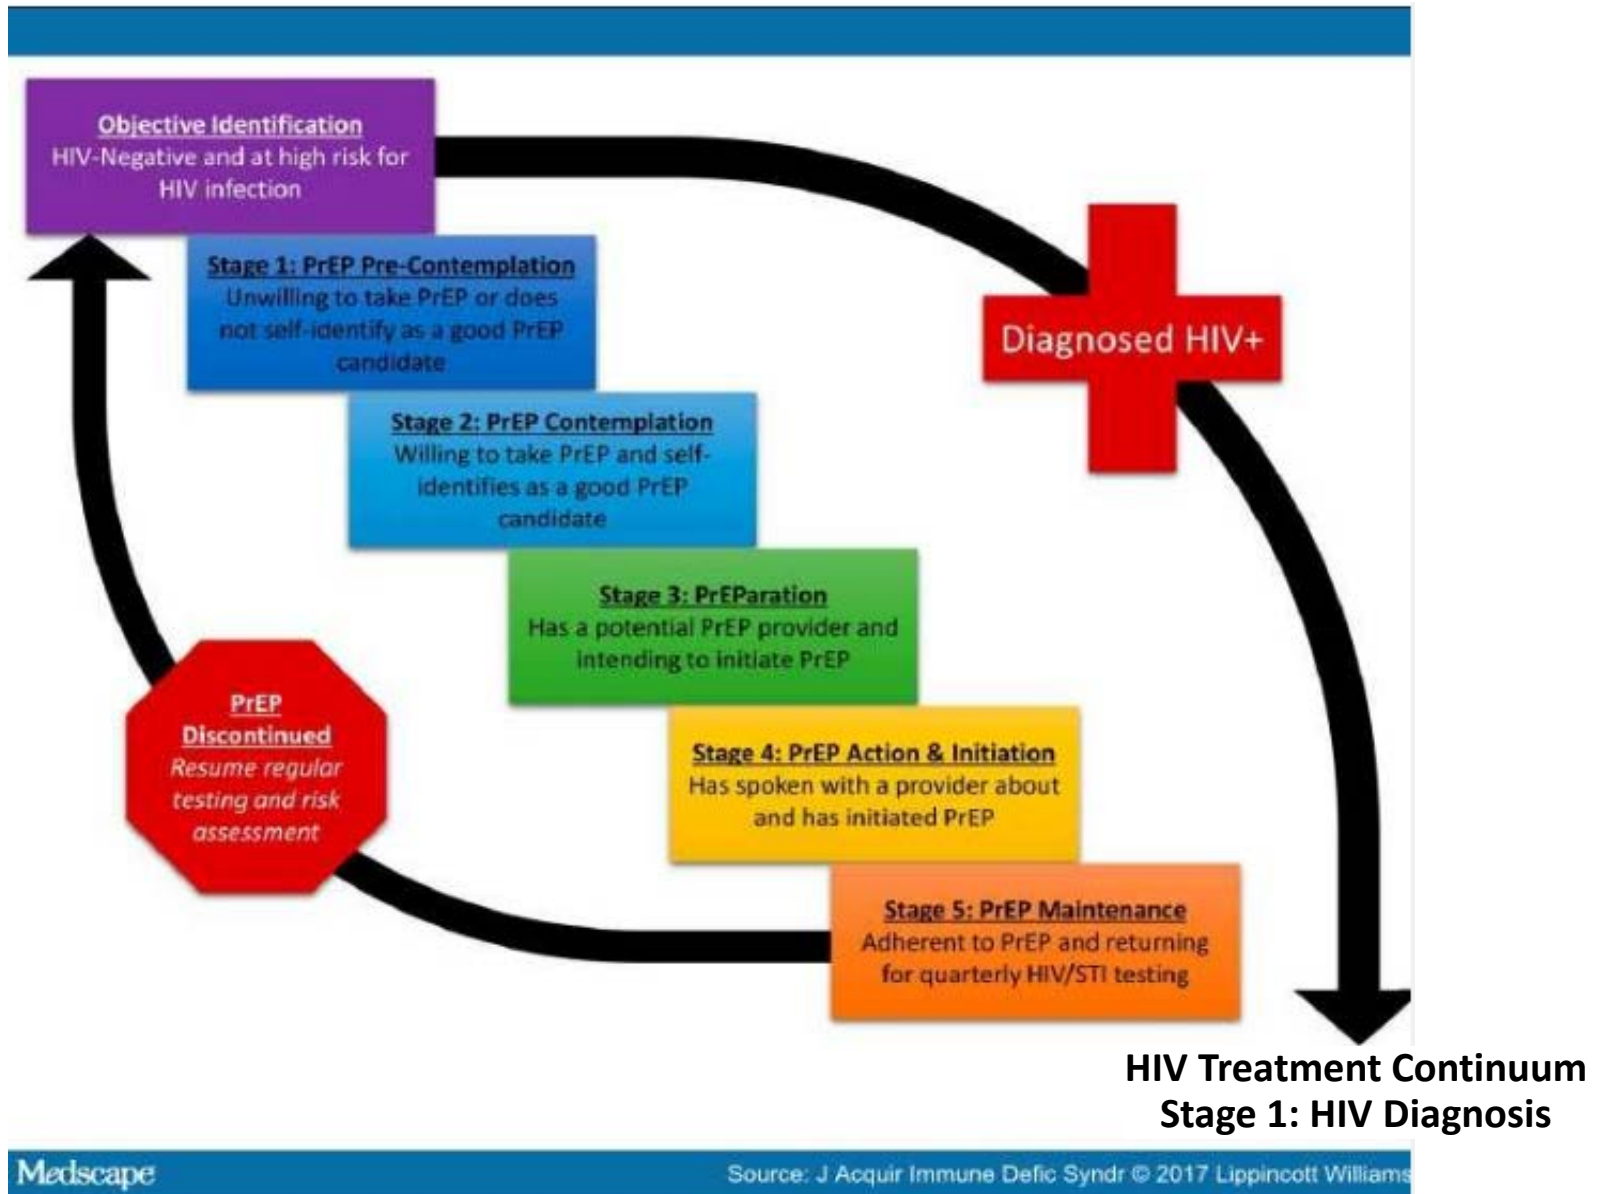 Objective Identification
HIV-Negative and at high risk for
HIV infection
Stage 1: PrEP Pre-Contemplation
Unwilling to take PrEP or does
not self-identify as a good PrEP
candidate
Stage 2: PrEP Contemplation
Willing to take PrEP and self-
identifies as a good PrEP
candidate
Stage 3: PrEParation
Has a potential PrEP provider and
intending to initiate PrEP
Stage 4: PrEP Action & Initiation
Has spoken with a provider about
and has initiated PrEP
Stage 5: PrEP Maintenance
Adherent to PrEP and returning
for quarterly HIV/STI testing
PrEP
Discontinued
Resume regular
testing and risk
assessment
Diagnosed HIV+
HIV Treatment Continuum
Stage 1: HIV Diagnosis
Medscape
Source: J Acquir Immune Defic Syndr © 2017 Lippincott Williams